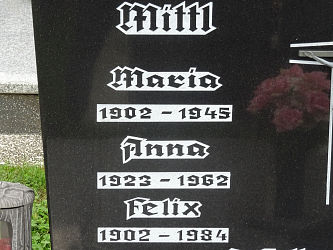 Mittl
Maria
1902 - 1945
Anna
1923 - 1962
Felix
1902 - 1984